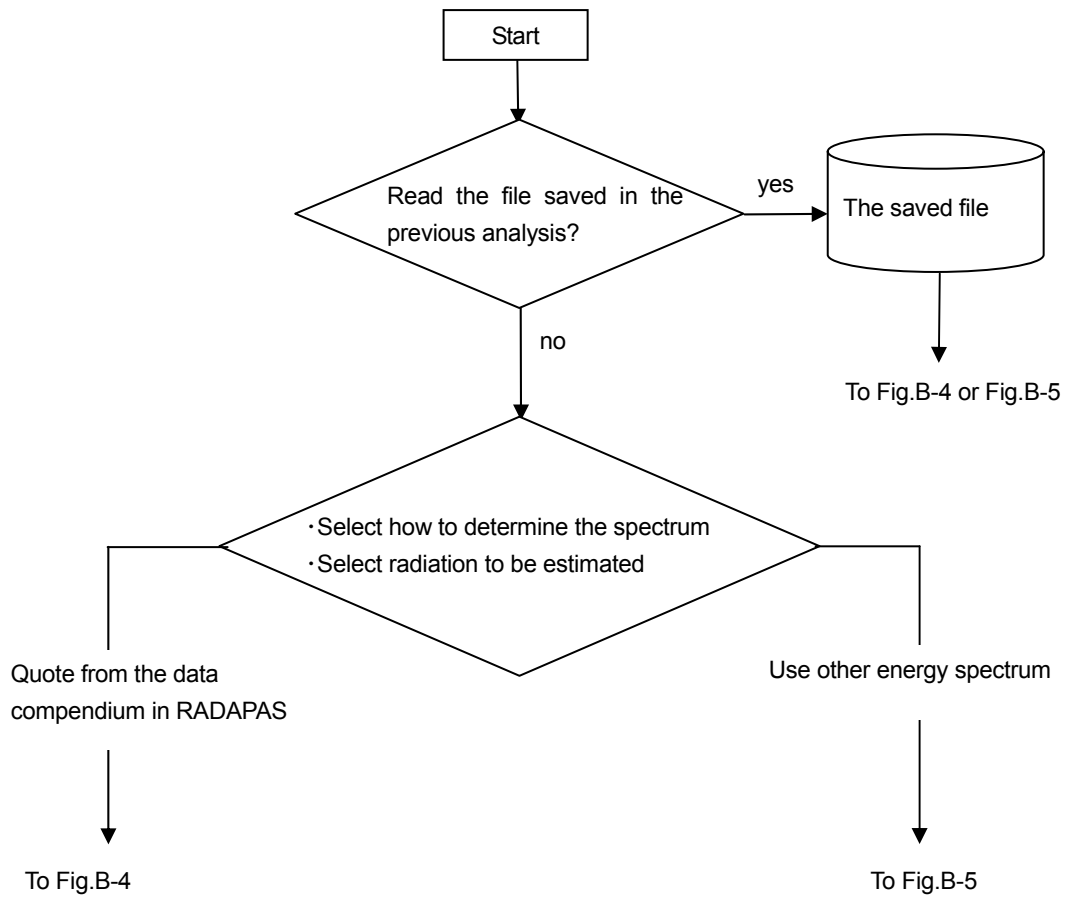 Start
Read the file saved in the
previous analysis?
yes
The saved file
no
To Fig.B-4 or Fig.B-5
・Select how to determine the spectrum
・Select radiation to be estimated
Quote from the data
compendium in RADAPAS
Use other energy spectrum
To Fig.B-4
To Fig.B-5